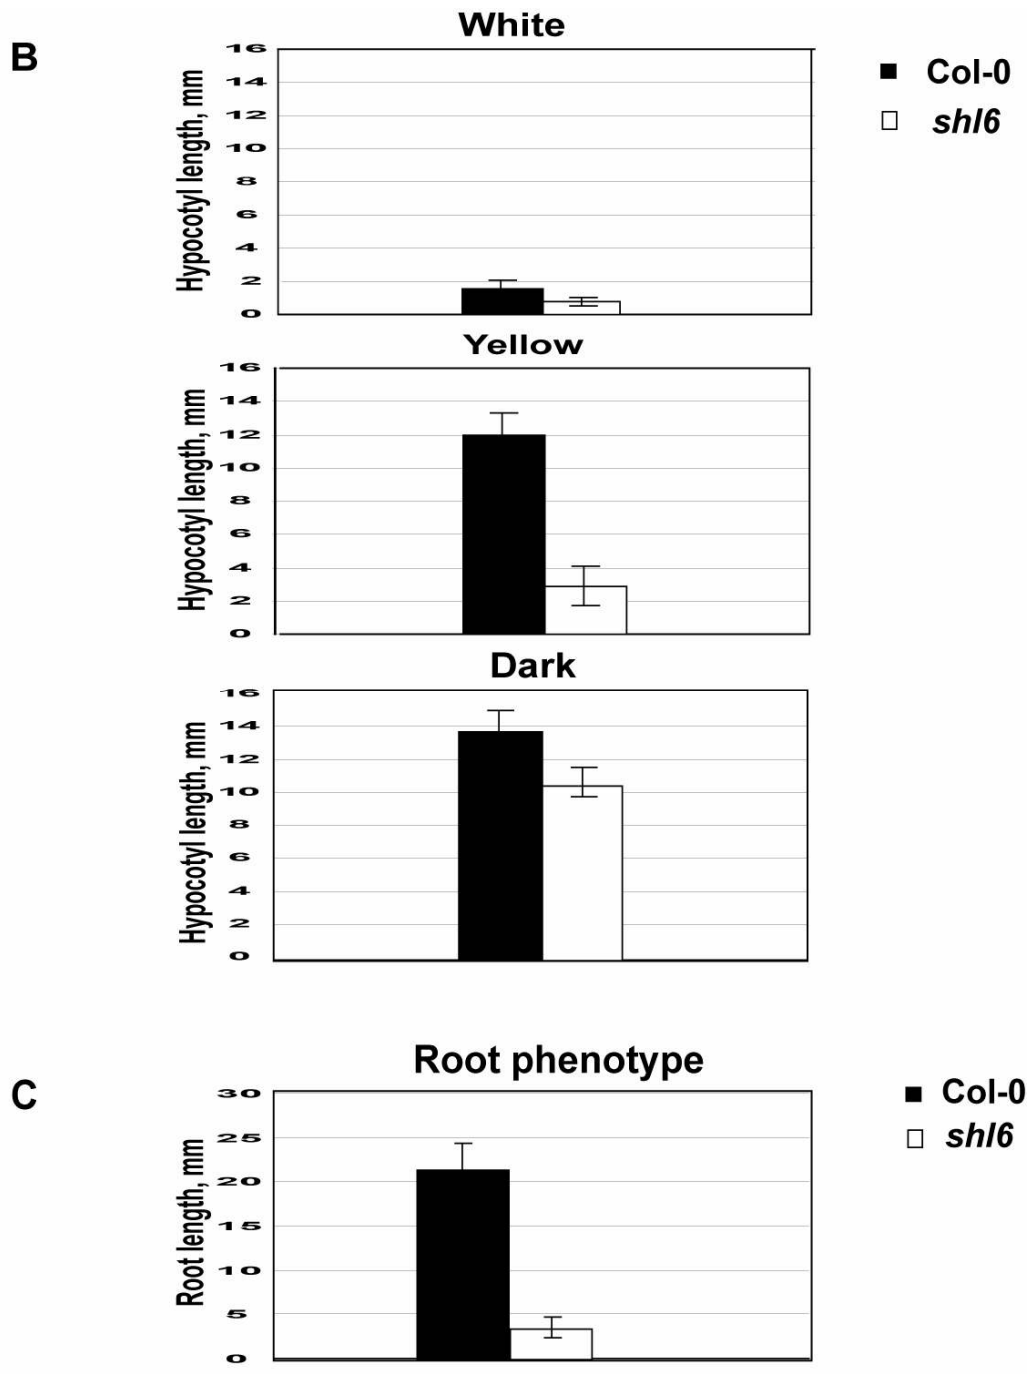 B
White
Col-0
shl6
Hypocotyl length, mm
16
14
12
10
8
6
4
2
0
Yellow
Hypocotyl length, mm
16
14
12
10
8
6
4
2
0
Dark
Hypocotyl length, mm
16
14
12
10
8
6
4
2
0
C
Root phenotype
Col-0
shl6
Root length, mm
30
25
20
15
10
5
0